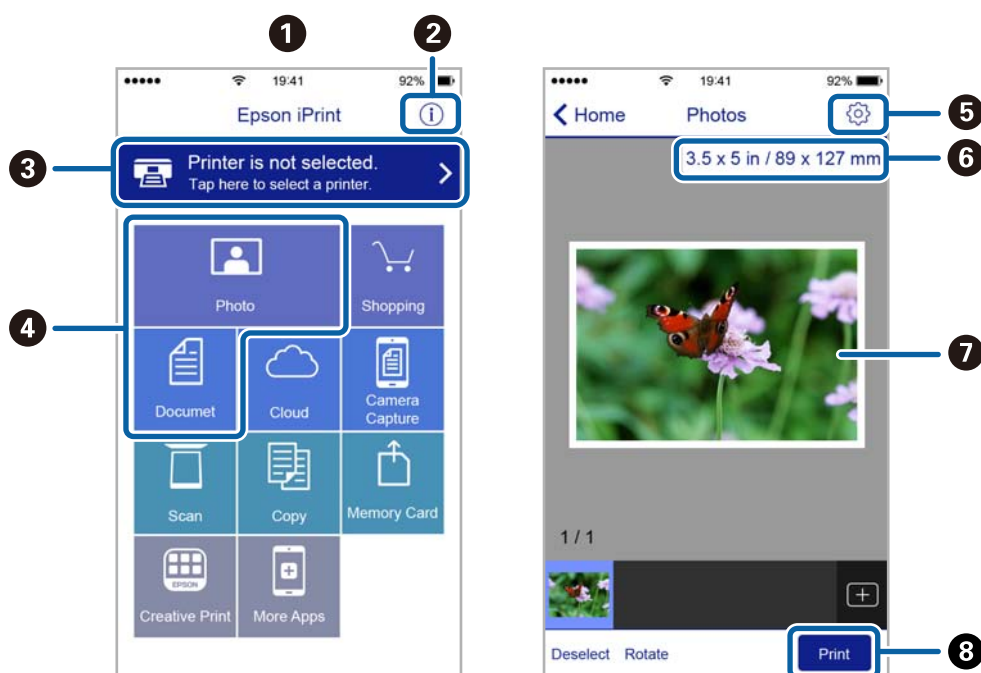 1
2
19:41
92%
Epson iPrint
3
Printer is not selected.
Tap here to select a printer.
4
Photo
Shopping
Documet
Cloud
Camera
Capture
Scan
Copy
Memory Card
EPSON
Creative Print
More Apps
19:41
92%
Home
Photos
5
3.5 x 5 in / 89 x 127 mm
6
7
1 / 1
Deselect
Rotate
Print
8